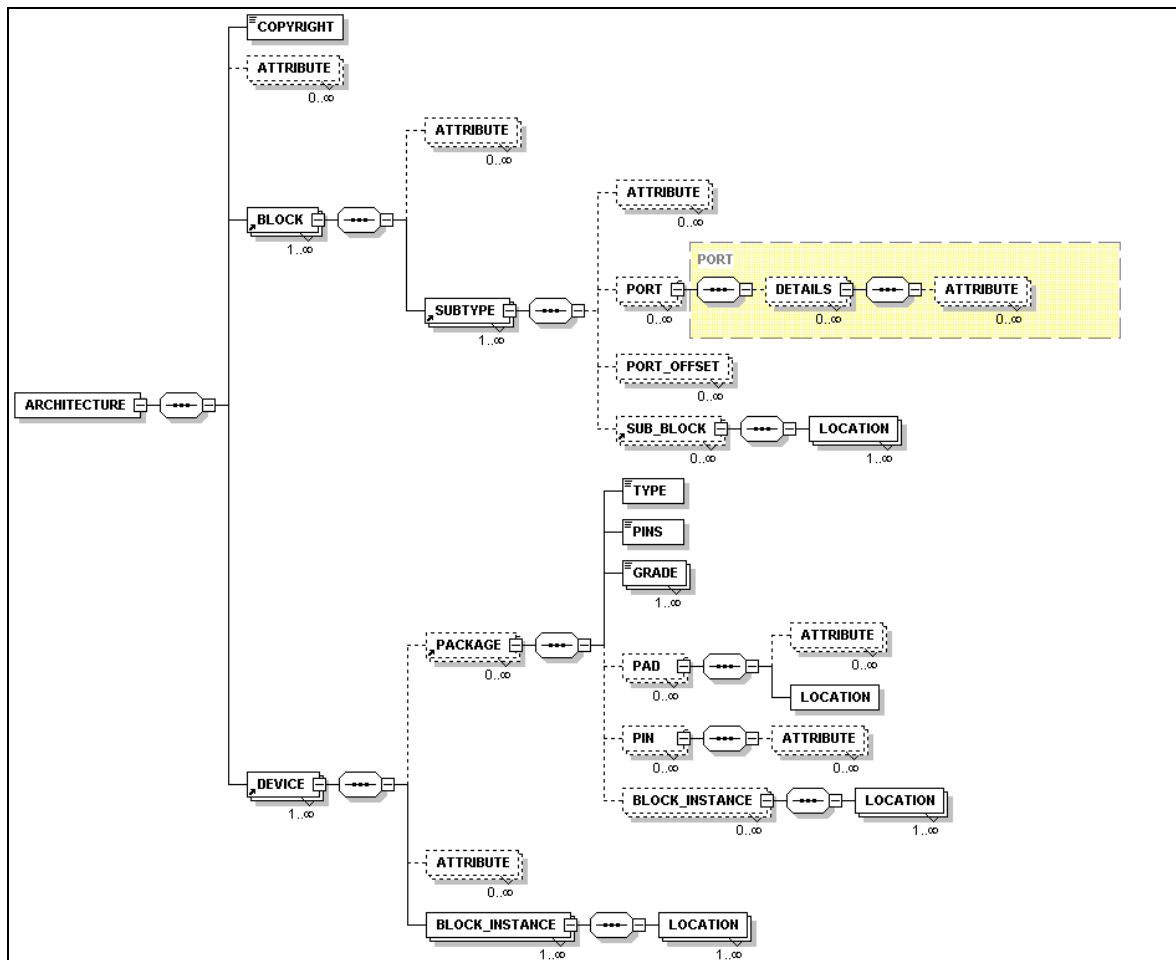 COPYRIGHT
ATTRIBUTE
0..∞
ATTRIBUTE
0..∞
BLOCK
1..∞
ATTRIBUTE
0..∞
PORT
PORT
DETAILS
ATTRIBUTE
0..∞
0..∞
0..∞
SUBTYPE
1..∞
PORT_OFFSET
0..∞
ARCHITECTURE
SUB_BLOCK
LOCATION
0..∞
1..∞
TYPE
PINS
GRADE
1..∞
PACKAGE
0..∞
ATTRIBUTE
0..∞
PAD
0..∞
LOCATION
PIN
ATTRIBUTE
0..∞
0..∞
DEVICE
1..∞
BLOCK_INSTANCE
LOCATION
0..∞
1..∞
ATTRIBUTE
0..∞
BLOCK_INSTANCE
LOCATION
1..∞
1..∞